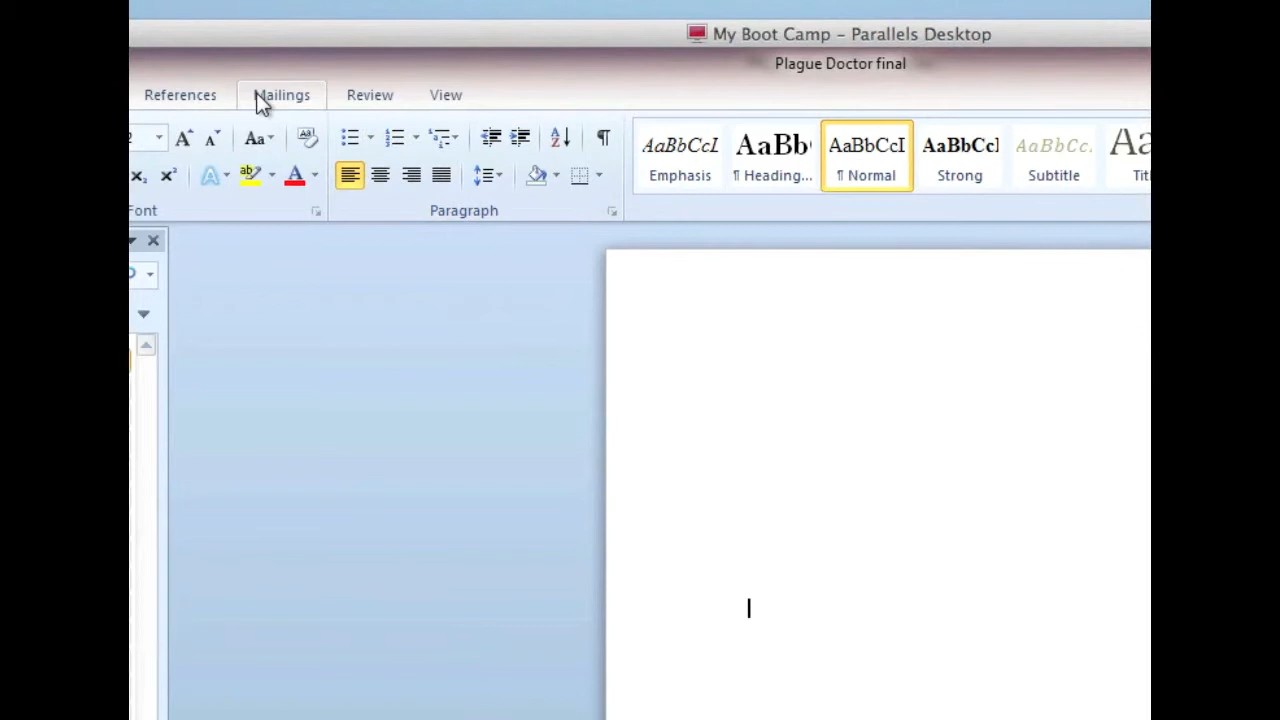 My Boot Camp – Parallels Desktop
Plague Doctor final
References Mailings Review View
Aa
AaBbCcI AaBb AaBbCcI AaBbCcl AaBbCc.
Emphasis ¶ Heading... ¶ Normal Strong Subtitle
Font Paragraph